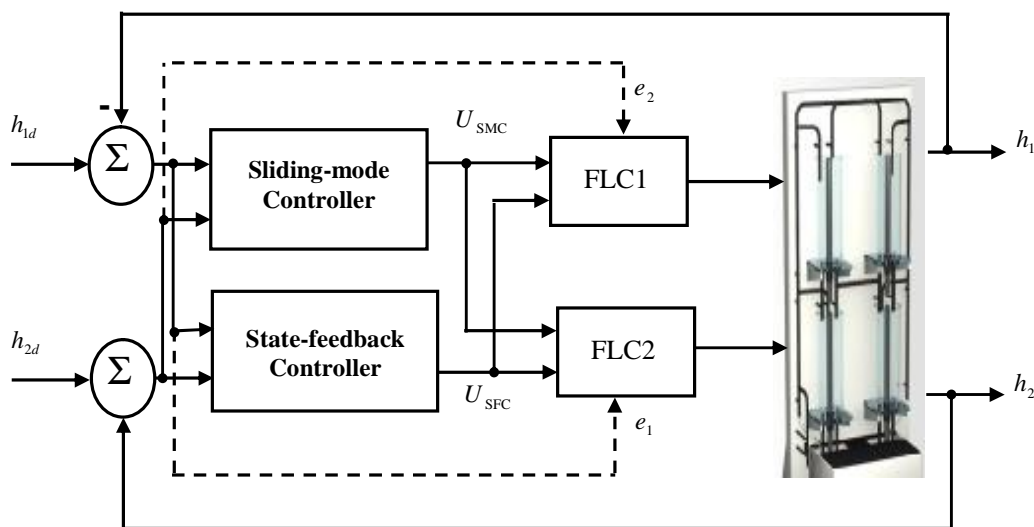 -
h1d
Σ
Sliding-mode
Controller
USMC
e2
FLC1
h1
h2d
Σ
State-feedback
Controller
USFC
FLC2
e1
h2